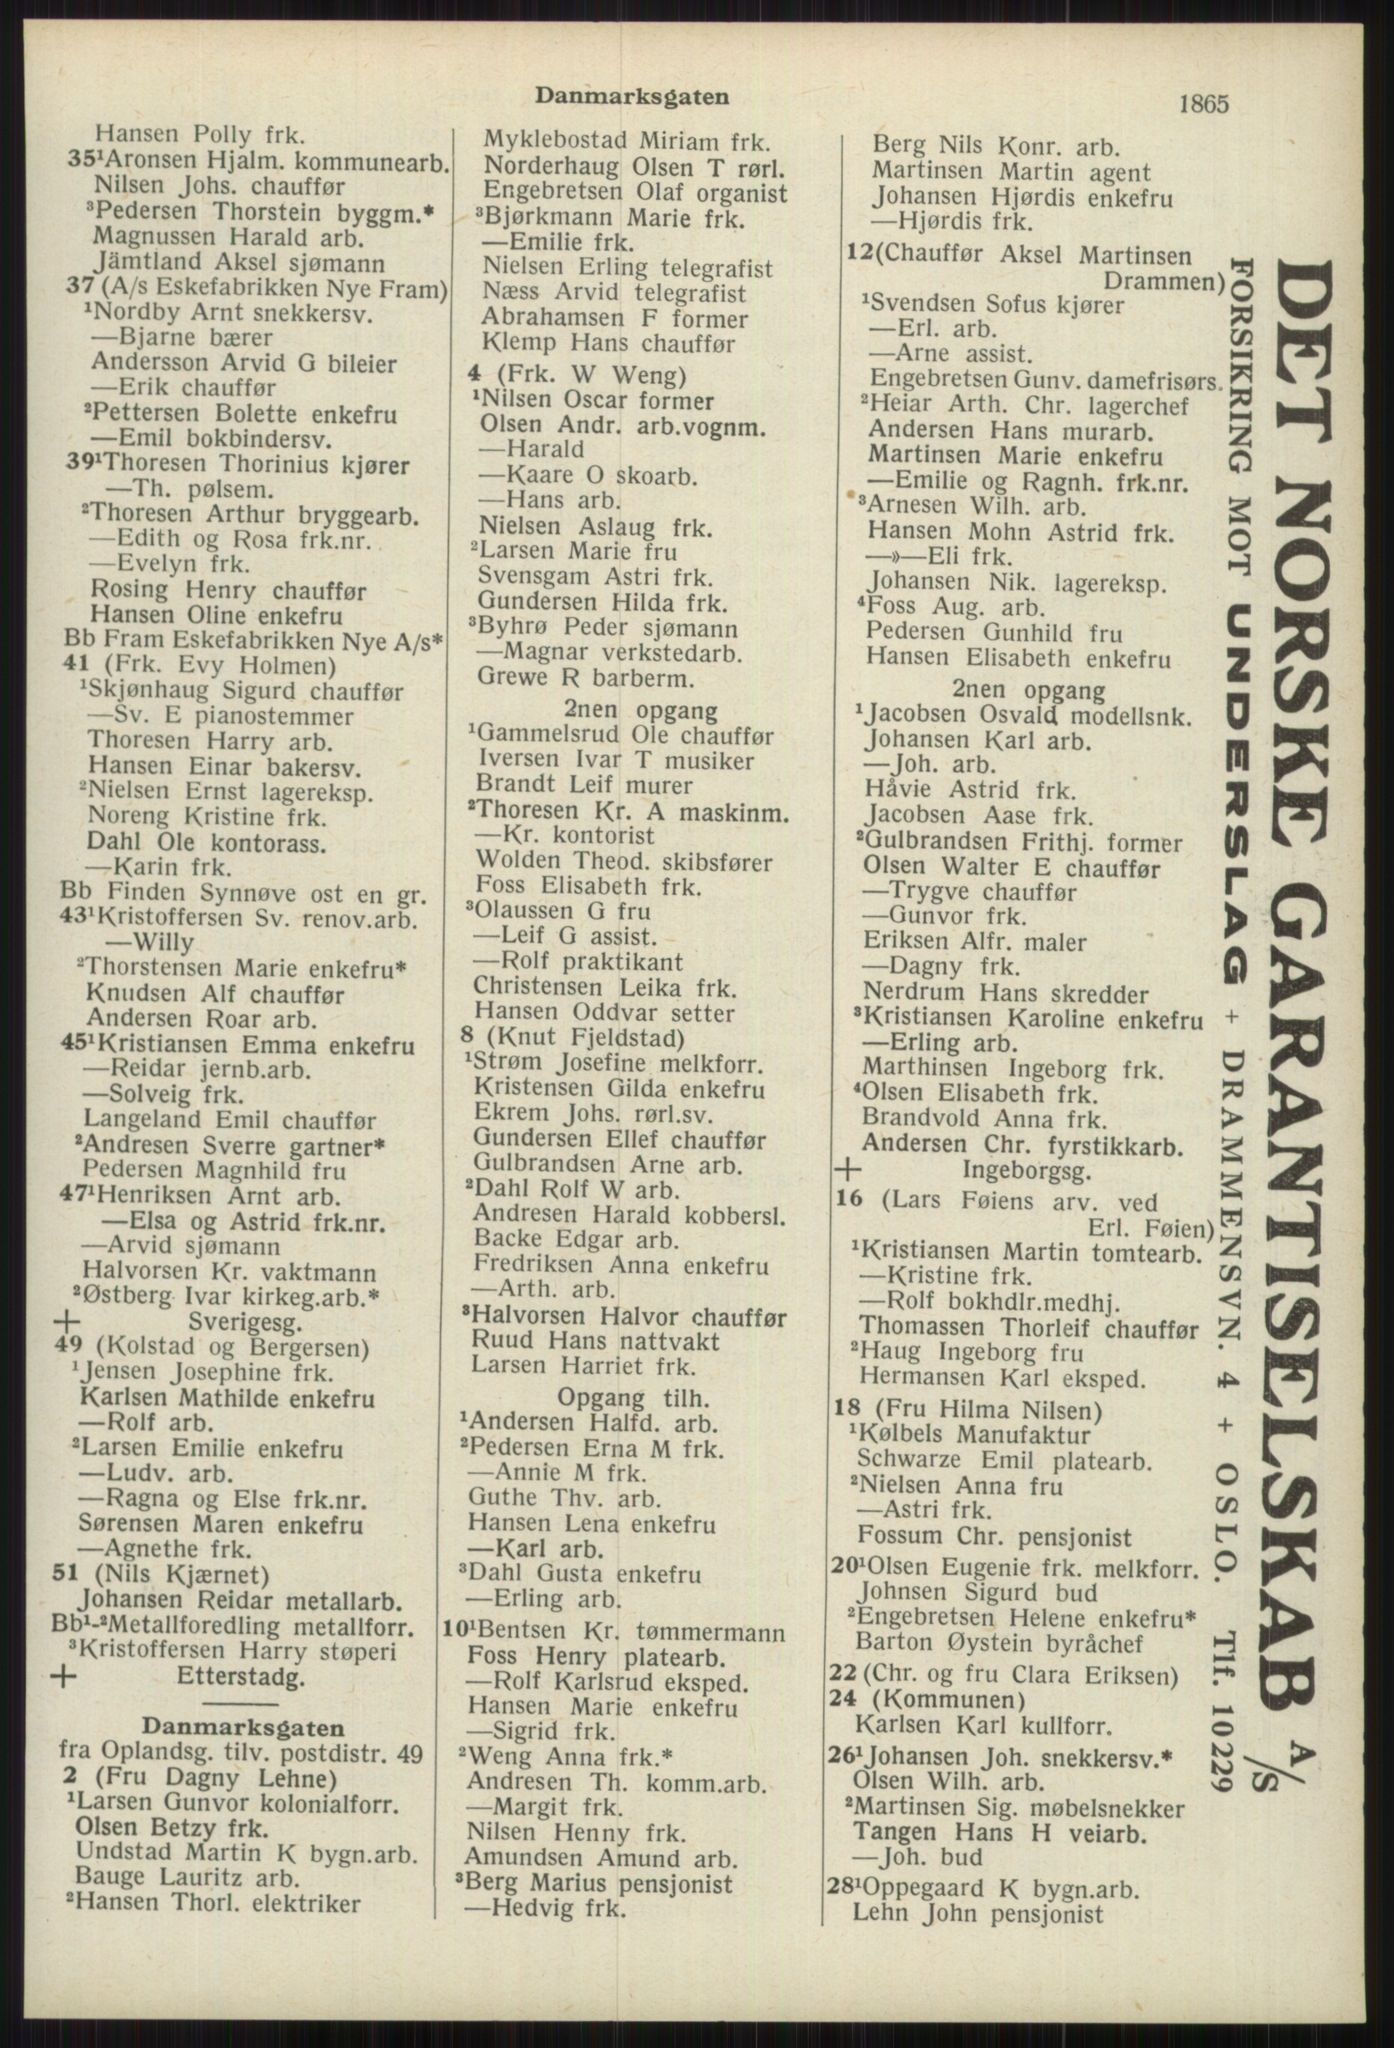 Danmarksgaten
1865
Hansen Polly frk.
35¹Aronsen Hjalm. kommunearb.
Nilsen Johs. chauffør
³Pedersen Thorstein byggm.*
Magnussen Harald arb.
Jämtland Aksel sjømann
37 (A/s Eskefabrikken Nye Fram)
¹Nordby Arnt snekkersv.
—Bjarne bærer
Andersson Arvid G bileier
—Erik chauffør
²Pettersen Bolette enkefru
—Emil bokbindersv.
39¹Thoresen Thorinius kjører
—Th. pølsem.
²Thoresen Arthur bryggearb.
—Edith og Rosa frk.nr.
—Evelyn frk.
Rosing Henry chauffør
Hansen Oline enkefru
Bb Fram Eskefabrikken Nye A/s*
41 (Frk. Evy Holmen)
¹Skjønhaug Sigurd chauffør
—Sv. E pianostemmer
Thoresen Harry arb.
Hansen Einar bakersv.
²Nielsen Ernst lagereksp.
Noreng Kristine frk.
Dahl Ole kontorass.
—Karin frk.
Bb Finden Synnøve ost en gr.
43¹Kristoffersen Sv. renov.arb.
—Willy
²Thorstensen Marie enkefru*
Knudsen Alf chauffør
Andersen Roar arb.
45¹Kristiansen Emma enkefru
—Reidar jernb.arb.
—Solveig frk.
Langeland Emil chauffør
²Andresen Sverre gartner*
Pedersen Magnhild fru
47¹Henriksen Arnt arb.
—Elsa og Astrid frk.nr.
—Arvid sjømann
Halvorsen Kr. vaktmann
²Østberg Ivar kirkeg.arb.*
+ Sverigesg.
49 (Kolstad og Bergersen)
¹Jensen Josephine frk.
Karlsen Mathilde enkefru
—Rolf arb.
²Larsen Emilie enkefru
—Ludv. arb.
—Ragna og Else frk.nr.
Sørensen Maren enkefru
—Agnethe frk.
51 (Nils Kjærnet)
Johansen Reidar metallarb.
Bb¹-²Metallforedling metallforr.
³Kristoffersen Harry støperi
+ Etterstadg.
Danmarksgaten
fra Oplandsg. tilv. postdistr. 49
2 (Fru Dagny Lehne)
¹Larsen Gunvor kolonialforr.
Olsen Betzy frk.
Undstad Martin K bygn.arb.
Bauge Lauritz arb.
²Hansen Thorl. elektriker
Myklebostad Miriam frk.
Norderhaug Olsen T rørl.
Engebretsen Olaf organist
³Bjørkmann Marie frk.
—Emilie frk.
Nielsen Erling telegrafist
Næss Arvid telegrafist
Abrahamsen F former
Klemp Hans chauffør
4 (Frk. W Weng)
¹Nilsen Oscar former
Olsen Andr. arb.vognm.
—Harald
—Kaare O skoarb.
—Hans arb.
Nielsen Aslaug frk.
²Larsen Marie fru
Svensgam Astri frk.
Gundersen Hilda frk.
³Byhrø Peder sjømann
—Magnar verkstedarb.
Grewe R barberm.
2nen opgang
¹Gammelsrud Ole chauffør
Iversen Ivar T musiker
Brandt Leif murer
²Thoresen Kr. A maskinm.
—Kr. kontorist
Wolden Theod. skibsfører
Foss Elisabeth frk.
³Olaussen G fru
—Leif G assist.
—Rolf praktikant
Christensen Leika frk.
Hansen Oddvar setter
8 (Knut Fjeldstad)
¹Strøm Josefine melkforr.
Kristensen Gilda enkefru
Ekrem Johs. rørl.sv.
Gundersen Ellef chauffør
Gulbrandsen Arne arb.
²Dahl Rolf W arb.
Andresen Harald kobbersl.
Backe Edgar arb.
Fredriksen Anna enkefru
—Arth. arb.
³Halvorsen Halvor chauffør
Ruud Hans nattvakt
Larsen Harriet frk.
Opgang tilh.
¹Andersen Halfd. arb.
²Pedersen Erna M frk.
—Annie M frk.
Guthe Thv. arb.
Hansen Lena enkefru
—Karl arb.
³Dahl Gusta enkefru
—Erling arb.
10¹Bentsen Kr. tømmermann
Foss Henry platearb.
—Rolf Karlsrud eksped.
Hansen Marie enkefru
—Sigrid frk.
²Weng Anna frk.*
Andresen Th. komm.arb.
—Margit frk.
Nilsen Henny frk.
Amundsen Amund arb.
³Berg Marius pensjonist
—Hedvig frk.
Berg Nils Konr. arb.
Martinsen Martin agent
Johansen Hjørdis enkefru
—Hjørdis frk.
12(Chauffør Aksel Martinsen
Drammen)
¹Svendsen Sofus kjører
—Erl. arb.
—Arne assist.
Engebretsen Gunv. damefrisørs.
²Heiar Arth. Chr. lagerchef
Andersen Hans murarb.
Martinsen Marie enkefru
—Emilie og Ragnh. frk.nr.
³Arnesen Wilh. arb.
Hansen Mohn Astrid frk.
—»—Eli frk.
Johansen Nik. lagereksp.
⁴Foss Aug. arb.
Pedersen Gunhild fru
Hansen Elisabeth enkefru
2nen opgang
¹Jacobsen Osvald modellsnk.
Johansen Karl arb.
—Joh. arb.
Håvie Astrid frk.
Jacobsen Aase frk.
²Gulbrandsen Frithj. former
Olsen Walter E chauffør
—Trygve chauffør
—Gunvor frk.
Eriksen Alfr. maler
—Dagny frk.
Nerdrum Hans skredder
³Kristiansen Karoline enkefru
—Erling arb.
Marthinsen Ingeborg frk.
⁴Olsen Elisabeth frk.
Brandvold Anna frk.
Andersen Chr. fyrstikkarb.
+ Ingeborgsg.
16 (Lars Føiens arv. ved
Erl. Føien)
¹Kristiansen Martin tomtearb.
—Kristine frk.
—Rolf bokhdlr.medhj.
Thomassen Thorleif chauffør
²Haug Ingeborg fru
Hermansen Karl eksped.
18 (Fru Hilma Nilsen)
¹Kølbels Manufaktur
Schwarze Emil platearb.
²Nielsen Anna fru
—Astri frk.
Fossum Chr. pensjonist
20¹Olsen Eugenie frk. melkforr.
Johnsen Sigurd bud
²Engebretsen Helene enkefru*
Barton Øystein byråchef
22 (Chr. og fru Clara Eriksen)
24 (Kommunen)
Karlsen Karl kullforr.
26¹Johansen Joh. snekkersv.*
Olsen Wilh. arb.
²Martinsen Sig. møbelsnekker
Tangen Hans H veiarb.
—Joh. bud
28¹Oppegaard K bygn.arb.
Lehn John pensjonist
DET NORSKE GARANTISELSKAB A/S
FORSIKRING MOT UNDERSLAG + DRAMMENSVN. 4 + OSLO. Tlf. 10229